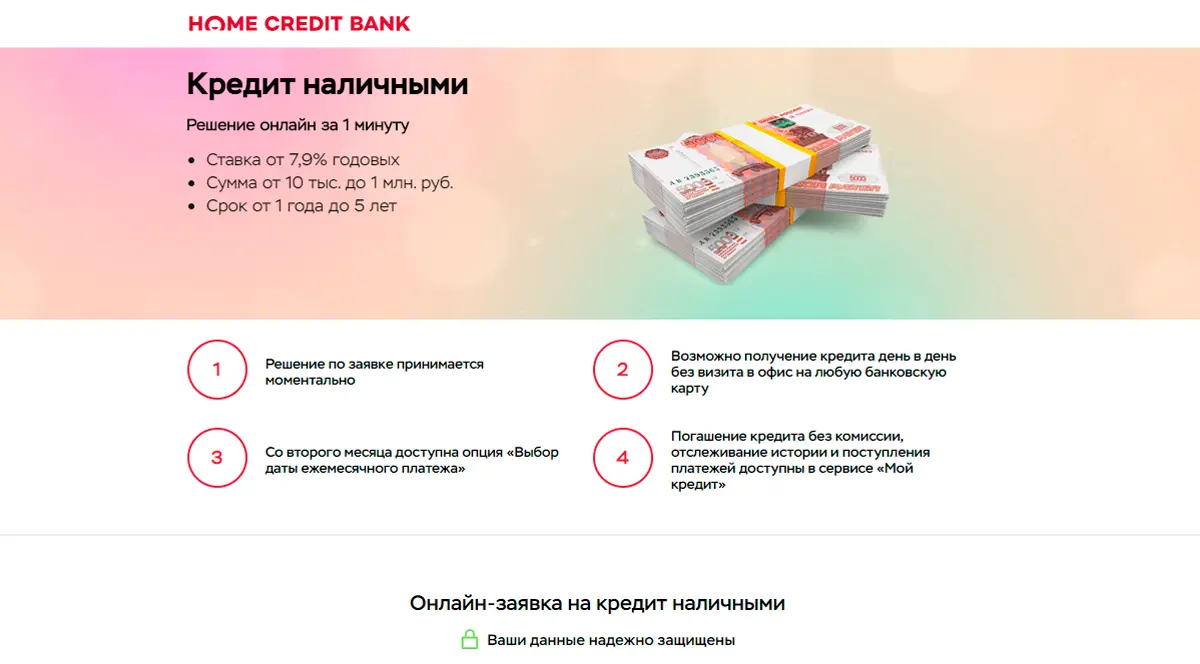 HOME CREDIT BANK
Кредит наличными
Решение онлайн за 1 минуту
Ставка от 7,9% годовых
Сумма от 10 тыс. до 1 млн. руб.
Срок от 1 года до 5 лет
1
Решение по заявке принимается
моментально
2
Возможно получение кредита день в день
без визита в офис на любую банковскую
карту
3
Со второго месяца доступна опция «Выбор
даты ежемесячного платежа»
4
Погашение кредита без комиссии,
отслеживание истории и поступления
платежей доступны в сервисе «Мой
кредит»
Онлайн-заявка на кредит наличными
Ваши данные надежно защищены